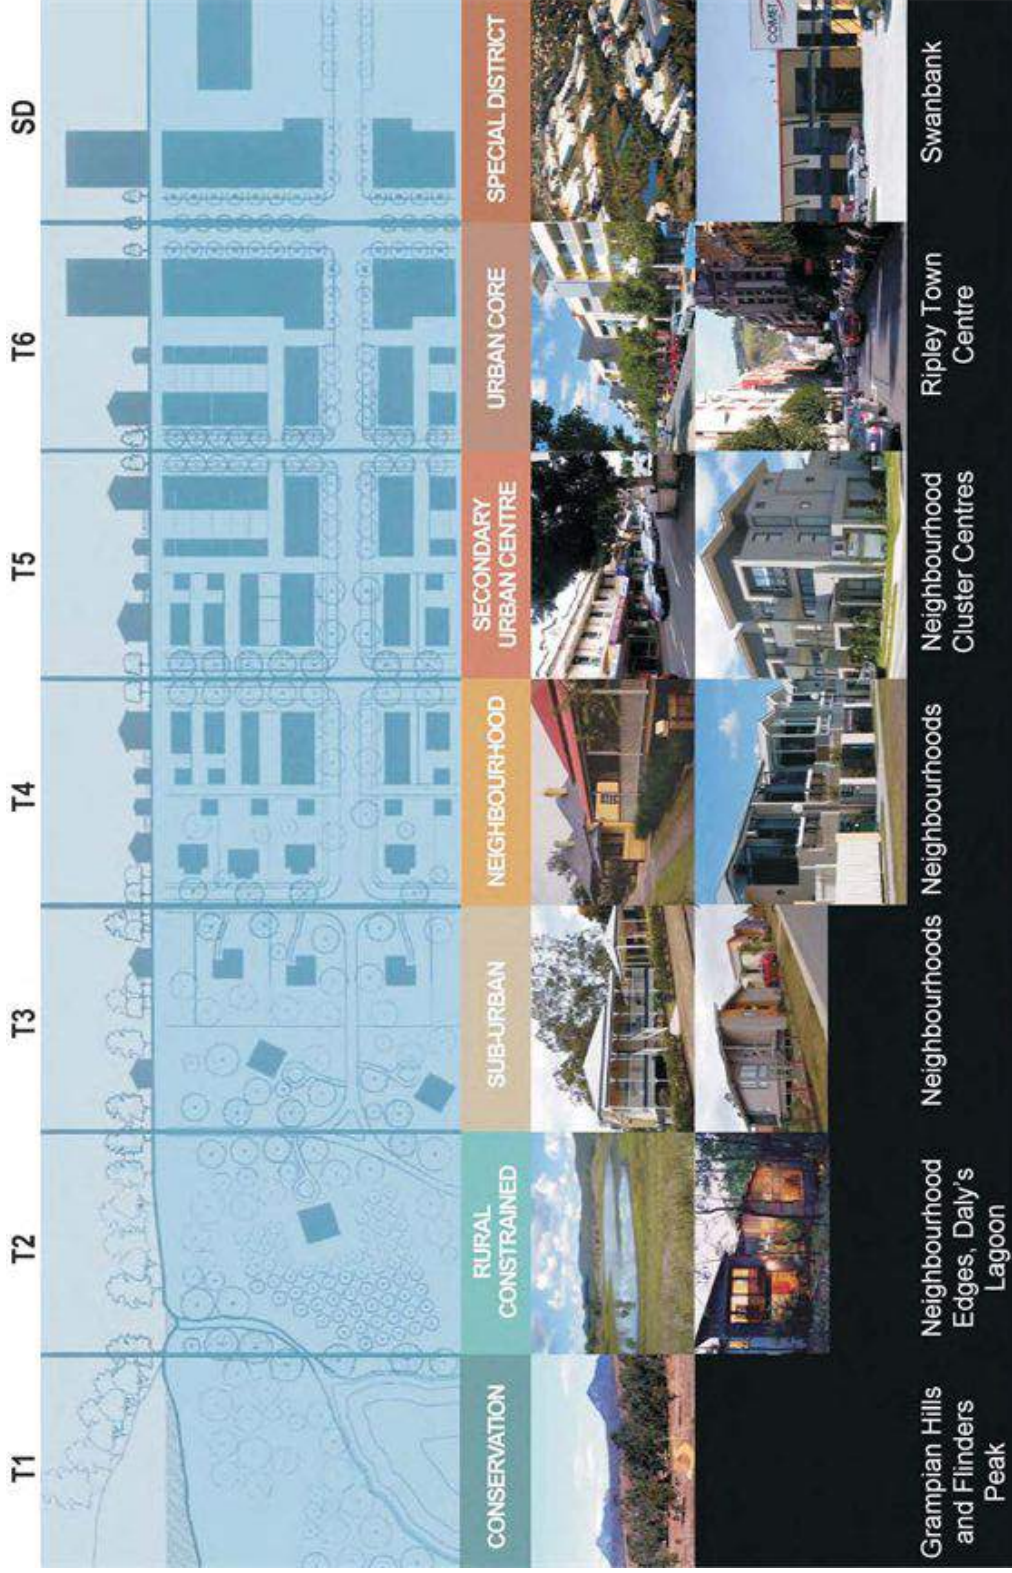 T1
T2
T3
T4
T5
T6
SD
CONSERVATION
RURAL
CONSTRAINED
SUB-URBAN
NEIGHBOURHOOD
SECONDARY
URBAN CENTRE
URBAN CORE
SPECIAL DISTRICT
COMET
Grampian Hills
and Flinders
Peak
Neighbourhood
Edges, Daly's
Lagoon
Neighbourhoods
Neighbourhoods
Neighbourhood
Cluster Centres
Ripley Town
Centre
Swanbank